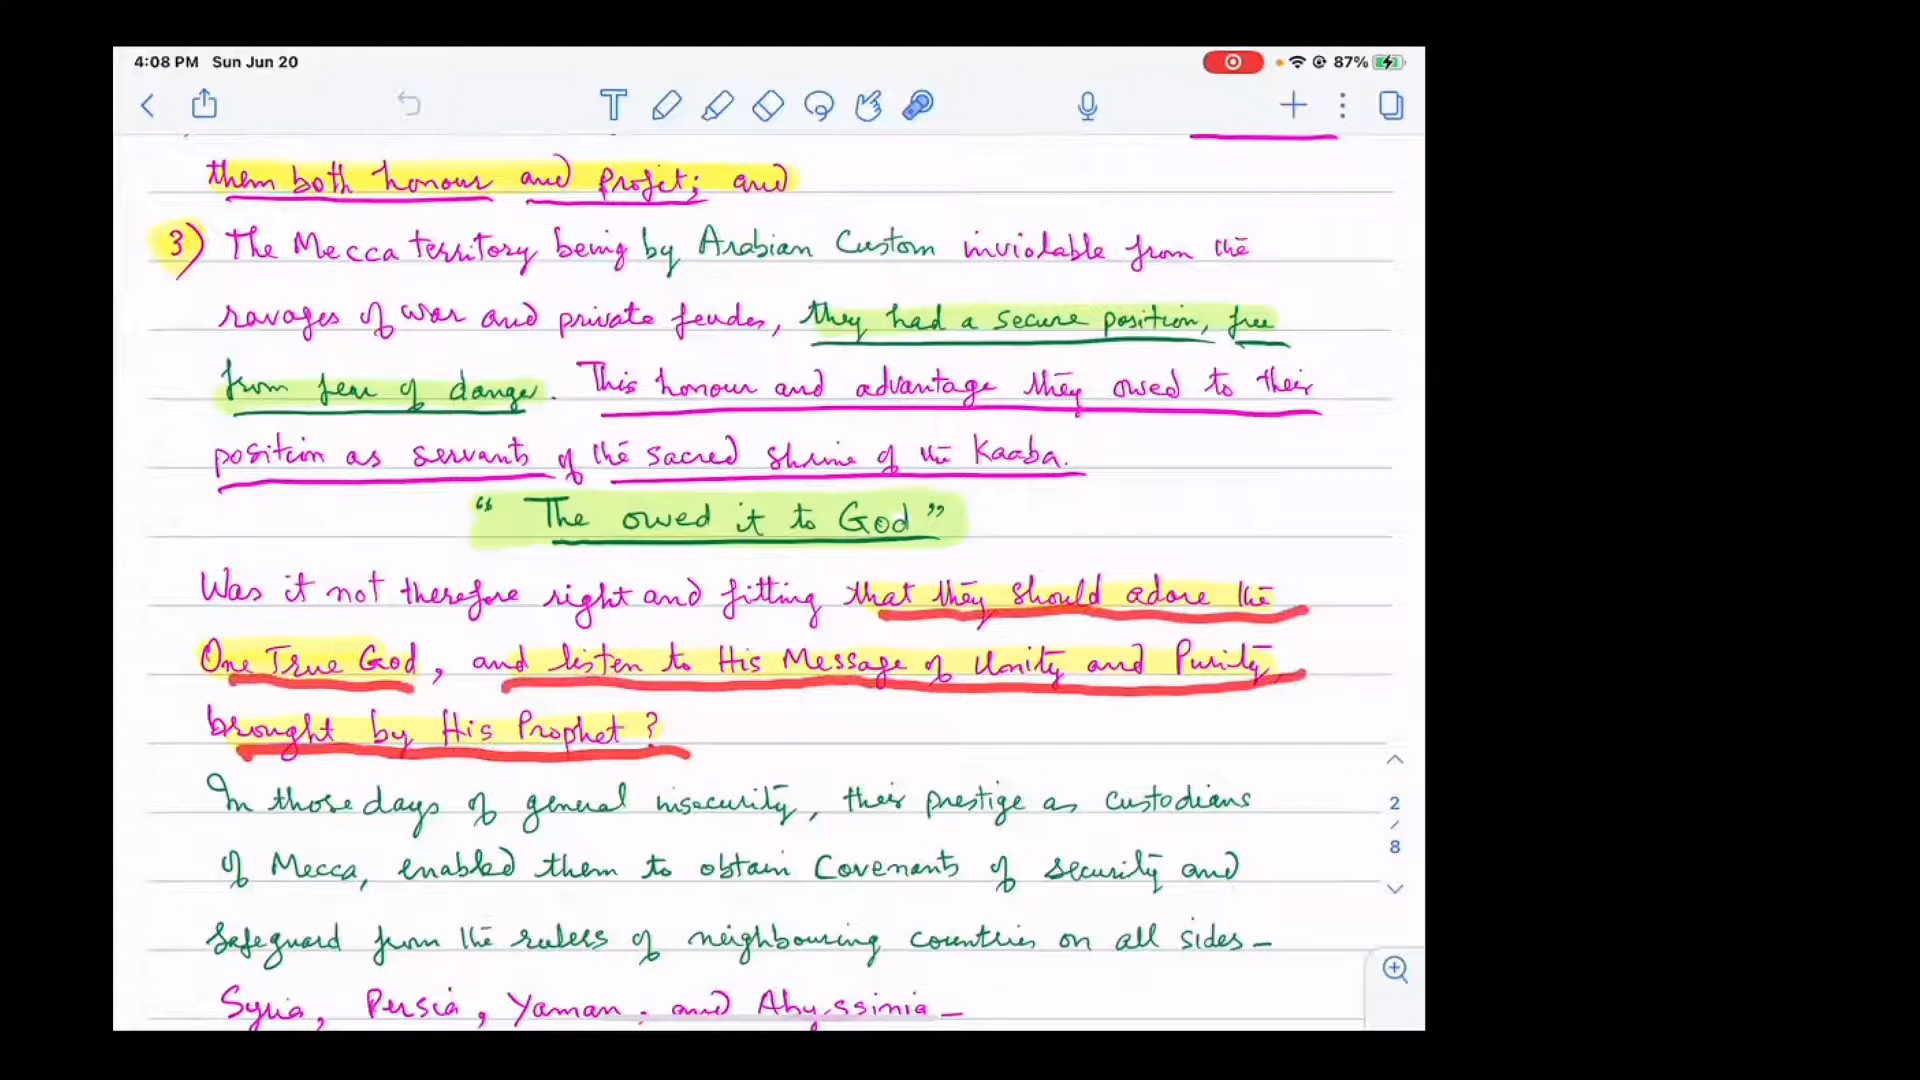 4:08 PM Sun Jun 20
87%
them both honour and profit; and
3) The Mecca territory being by Arabian Custom inviolable from the
ravages of war and private feudes, they had a secure position, free
from fear of danger. This honour and advantage they owed to their
position as servants of the sacred shrine of the Kaaba.
“ The owed it to God ”
Was it not therefore right and fitting that they should adore the
One True God, and listen to His Message of Unity and Purity,
brought by His Prophet ?
In those days of general insecurity, their prestige as custodians
of Mecca, enabled them to obtain Covenants of security and
Safeguard from the rulers of neighbouring countries on all sides –
Syria, Persia, Yaman, and Abyssinia –
2
/
8